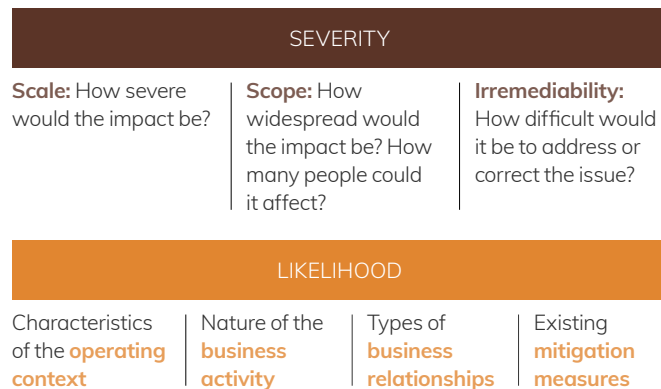 SEVERITY
Scale: How severe
would the impact be?
Scope: How
widespread would
the impact be? How
many people could
it affect?
Irremediability:
How difficult would
it be to address or
correct the issue?
LIKELIHOOD
Characteristics
of the operating
context
Nature of the
business
activity
Types of
business
relationships
Existing
mitigation
measures